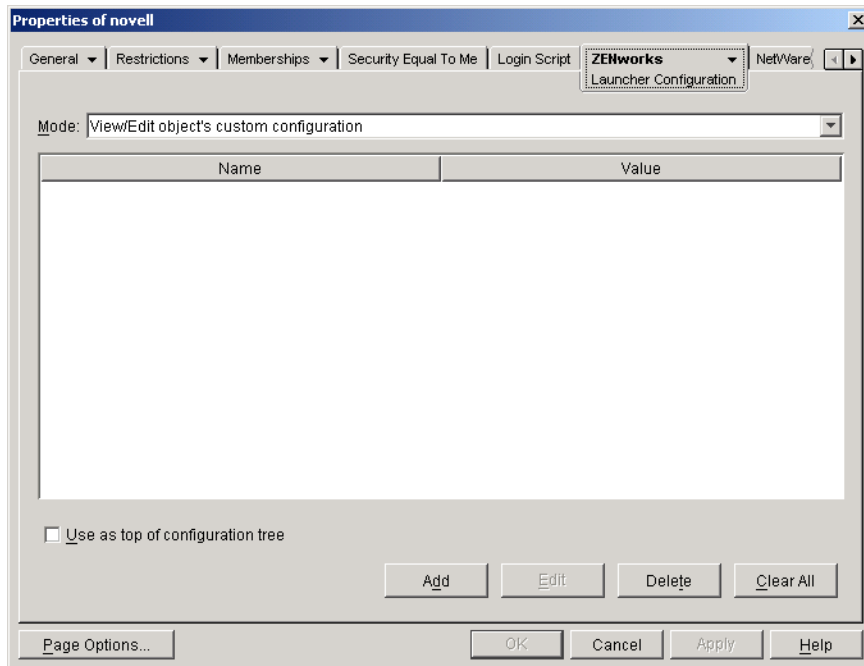 Properties of novell
General
Restrictions
Memberships
Security Equal To Me
Login Script
ZENworks
Launcher Configuration
NetWare
Mode: View/Edit object's custom configuration
Name Value
Use as top of configuration tree
Add Edit Delete Clear All
Page Options... OK Cancel Apply Help